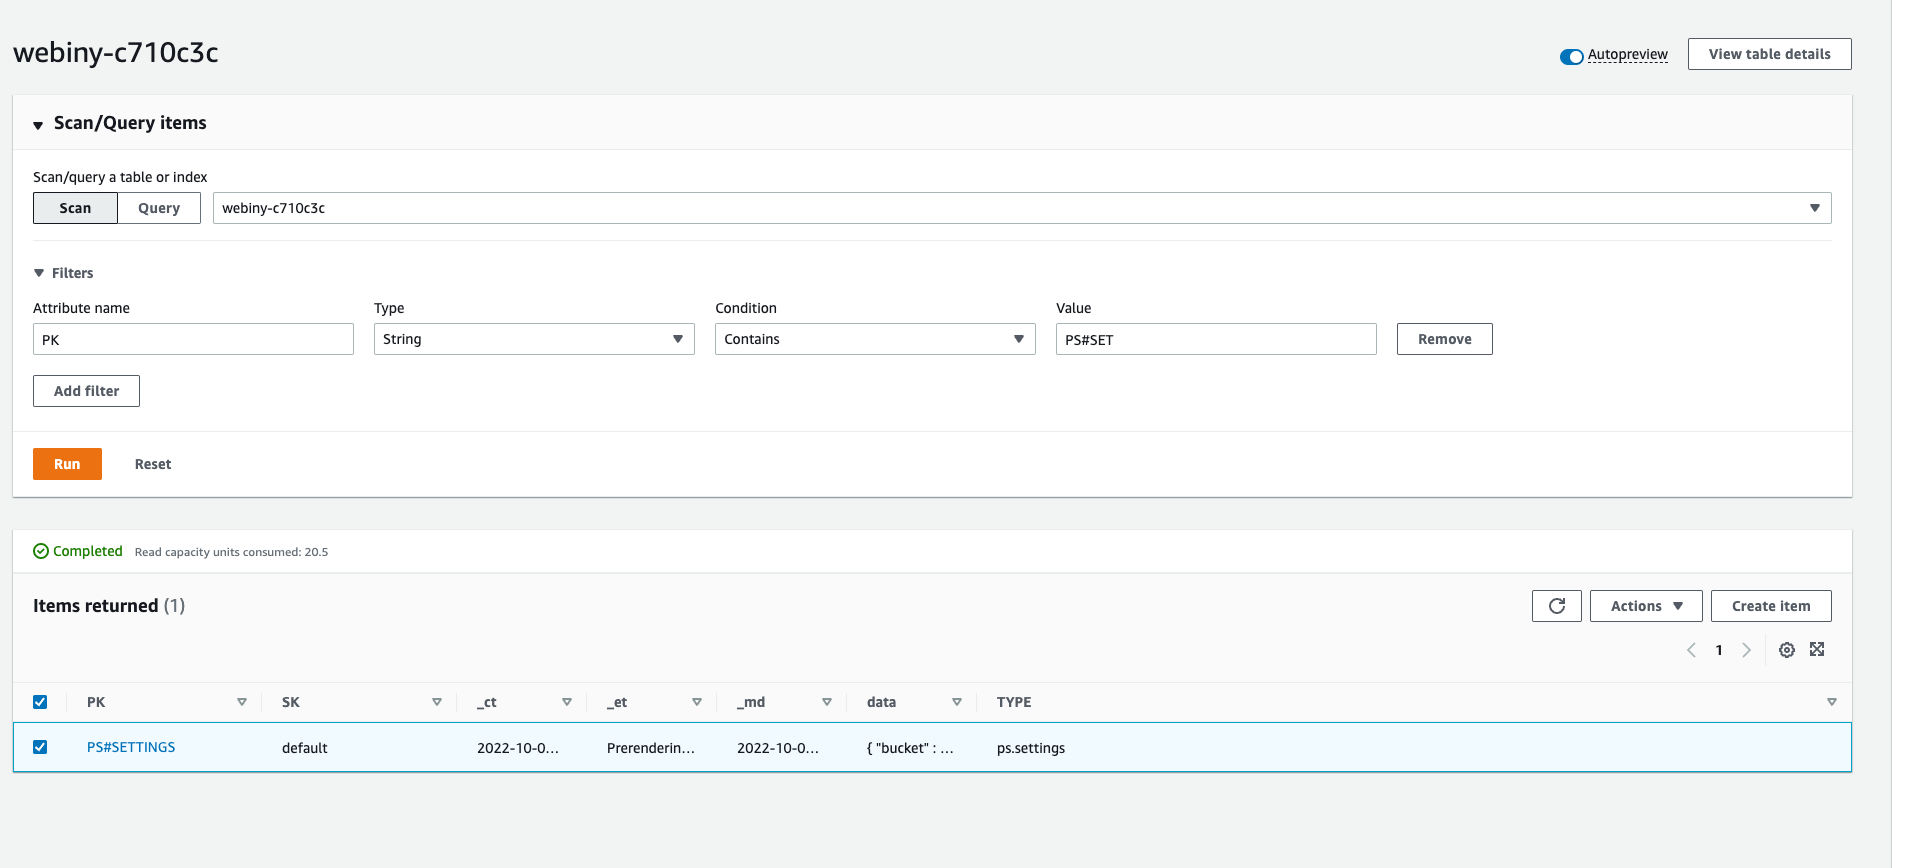 webiny-c710c3c
Autopreview View table details
Scan/Query items
Scan/query a table or index
Scan Query webiny-c710c3c
Filters
Attribute name Type Condition Value
PK String Contains PS#SET Remove
Add filter
Run Reset
Completed Read capacity units consumed: 20.5
Items returned (1) Actions Create item
1
PK SK _ct _et _md data TYPE
PS#SETTINGS default 2022-10-0... Prerenderin... 2022-10-0... { "bucket" : ... ps.settings